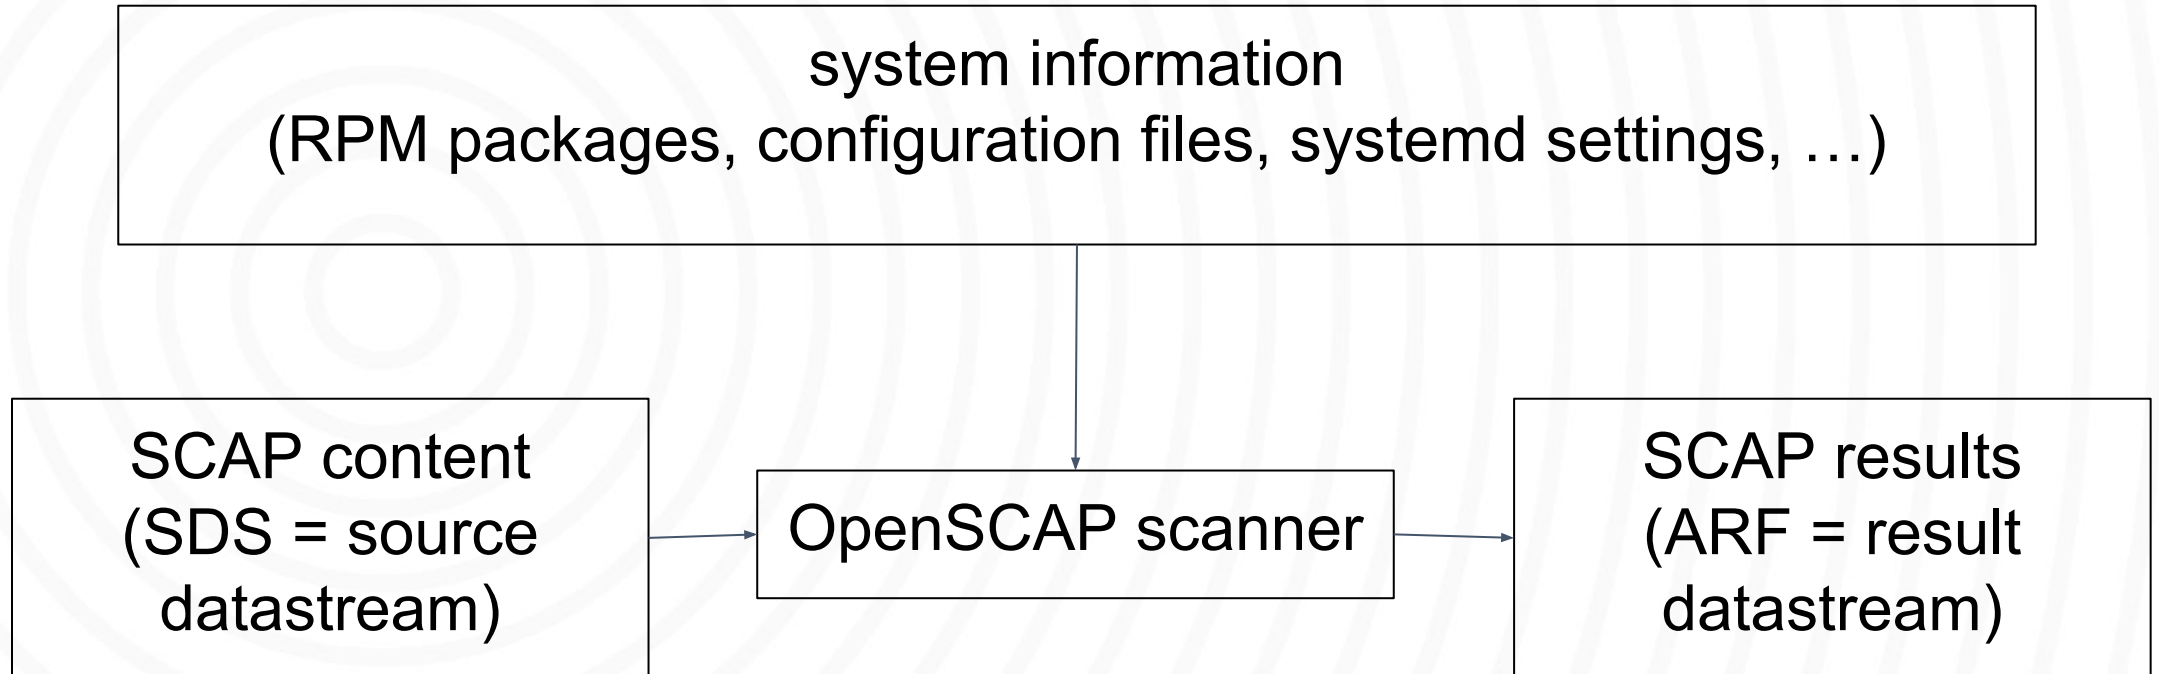 system information
(RPM packages, configuration files, systemd settings, …)
SCAP content
(SDS = source
datastream)
OpenSCAP scanner
SCAP results
(ARF = result
datastream)